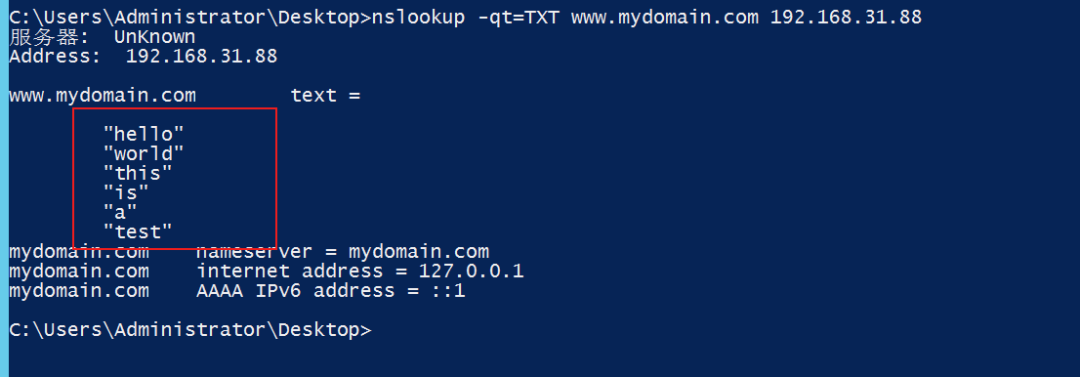 C:\Users\Administrator\Desktop>nslookup -qt=TXT www.mydomain.com 192.168.31.88
服务器:  UnKnown
Address:  192.168.31.88
www.mydomain.com        text =
"hello"
"world"
"this"
"is"
"a"
"test"
mydomain.com    nameserver = mydomain.com
mydomain.com    internet address = 127.0.0.1
mydomain.com    AAAA IPv6 address = ::1
C:\Users\Administrator\Desktop>